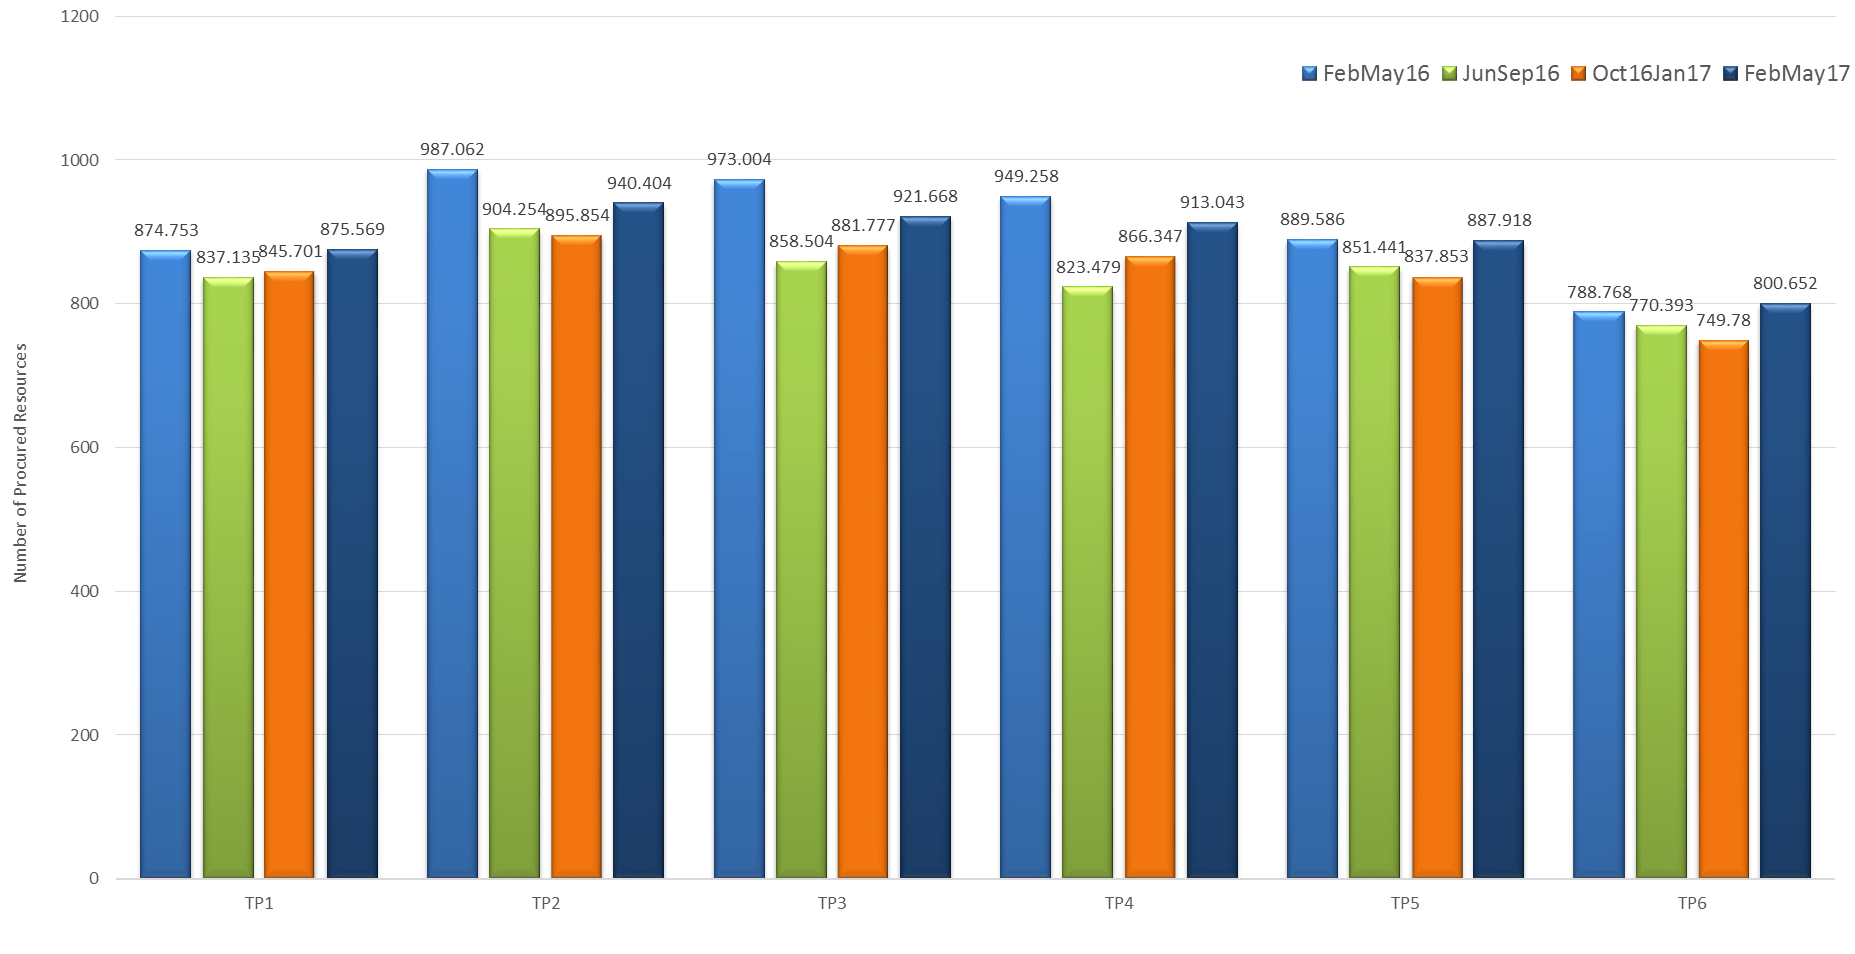 1200
FebMay16 JunSep16 Oct16Jan17 FebMay17
1000
800
600
400
200
0
Number of Procured Resources
874.753 837.135 845.701 875.569
987.062 904.254 895.854 940.404
973.004 858.504 881.777 921.668
949.258 823.479 866.347 913.043
889.586 851.441 837.853 887.918
788.768 770.393 749.78 800.652
TP1 TP2 TP3 TP4 TP5 TP6